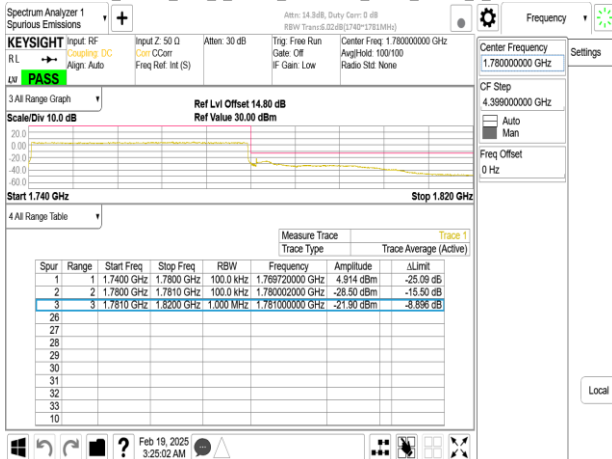 Spectrum Analyzer 1
Spurious Emissions
+
Attn: 14.8dB, Duty Carr: 0 dB
RBW Trans:6.02dB(1740~1781MHz)
Frequency
KEYSIGHT
RL
PASS
Input: RF
Coupling: DC
Align: Auto
Input Z: 50 Ω
Corr CCorr
Freq Ref: Int (S)
Atten: 30 dB
Trig: Free Run
Gate: Off
IF Gain: Low
Center Freq: 1.780000000 GHz
Avg|Hold: 100/100
Radio Std: None
Center Frequency
1.780000000 GHz
Settings
CF Step
4.399000000 GHz
Auto
Man
Freq Offset
0 Hz
Local
3 All Range Graph
Scale/Div 10.0 dB
Ref Lvl Offset 14.80 dB
Ref Value 30.00 dBm
20.0
0.00
-20.0
-40.0
-60.0
Start 1.740 GHz
Stop 1.820 GHz
4 All Range Table
Measure Trace Trace 1
Trace Type Trace Average (Active)
Spur Range Start Freq Stop Freq RBW Frequency Amplitude ΔLimit
1 1 1.7400 GHz 1.7800 GHz 100.0 kHz 1.769720000 GHz 4.914 dBm -25.09 dB
2 2 1.7800 GHz 1.7810 GHz 100.0 kHz 1.780002000 GHz -28.50 dBm -15.50 dB
3 3 1.7810 GHz 1.8200 GHz 1.000 MHz 1.781000000 GHz -21.90 dBm -8.896 dB
26
27
28
29
30
31
32
33
10
?
Feb 19, 2025
3:25:02 AM